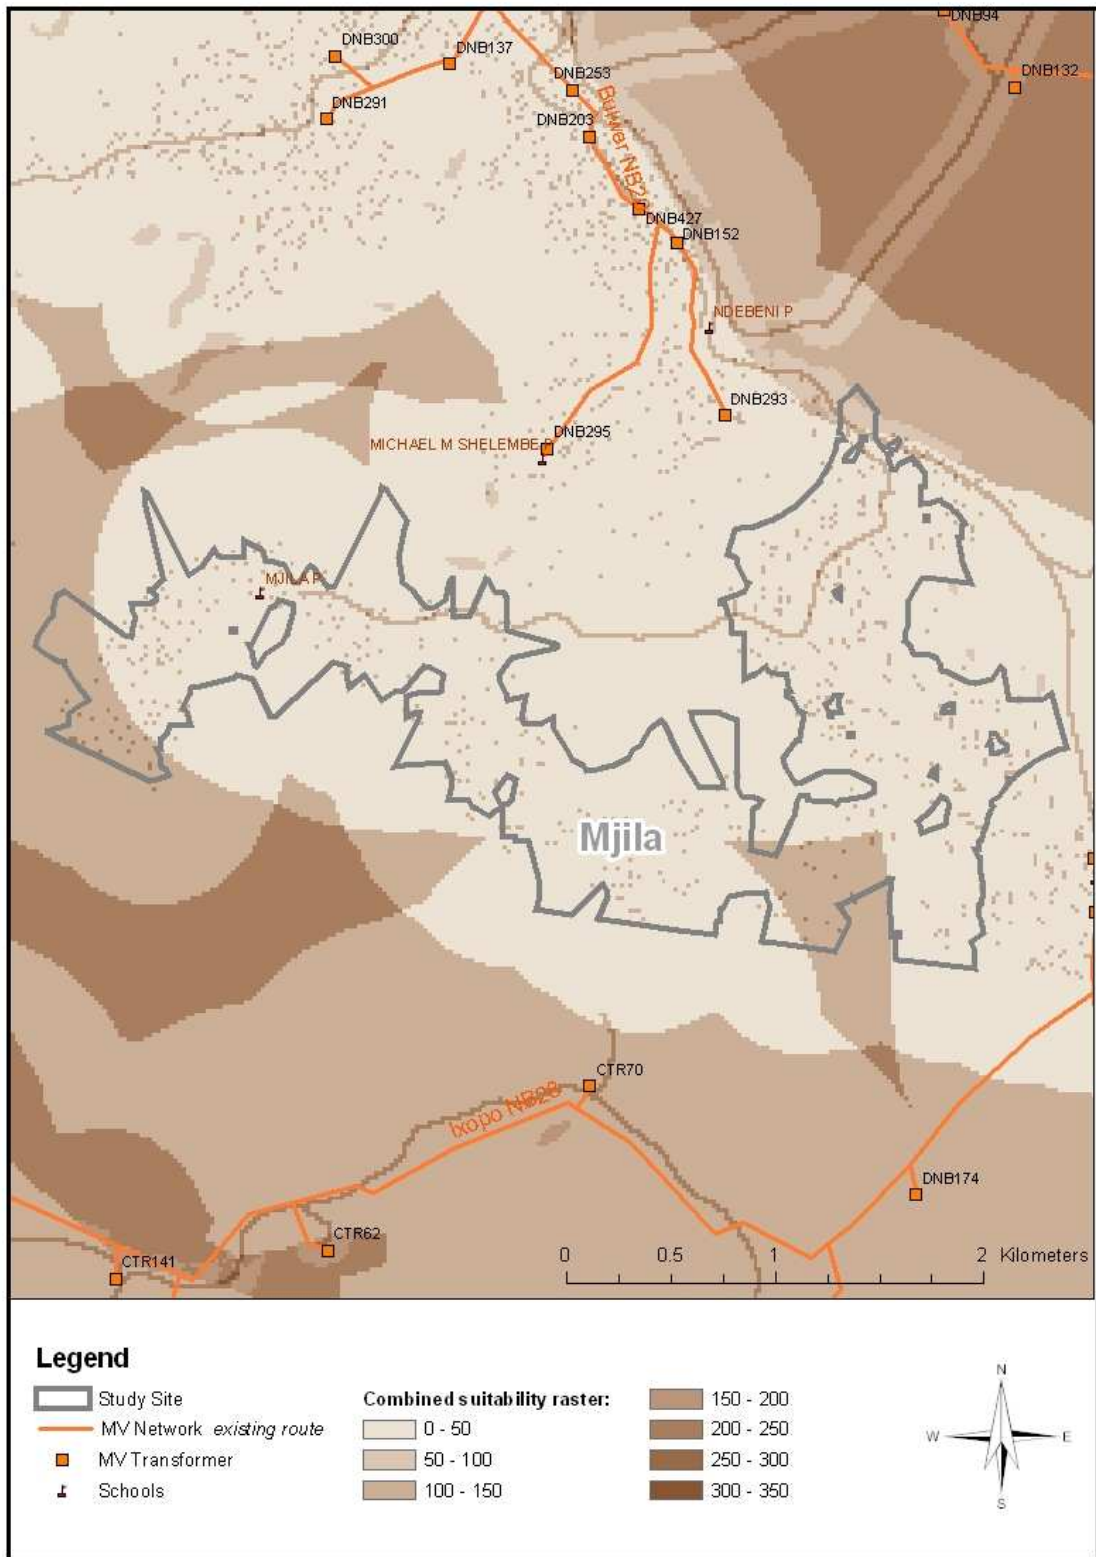 DNB94
DNB300
DNB137
DNB253
DNB132
DNB291
DNB203
Bulwer NB2
DNB427
DNB152
NDEBENI P
DNB293
DNB295
MICHAEL M SHELEMBE P
MJILA P
Mjila
CTR70
Ixopo NB28
DNB174
CTR62
CTR141
0 0.5 1 2 Kilometers
Legend
Study Site
MV Network existing route
MV Transformer
Schools
Combined suitability raster:
0 - 50
50 - 100
100 - 150
150 - 200
200 - 250
250 - 300
300 - 350
N
W E
S